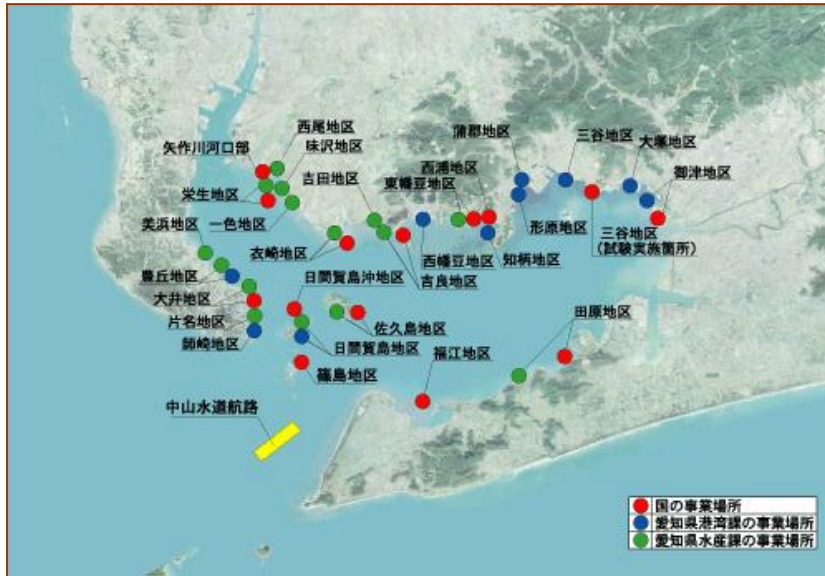 蒲郡地区
三谷地区
大塚地区
御津地区
西尾地区
矢作川河口部
味沢地区
西浦地区
吉田地区
東幡豆地区
栄生地区
一色地区
美浜地区
衣崎地区
西幡豆地区
知柄地区
形原地区
三谷地区
(試験実施箇所)
豊丘地区
日間賀島沖地区
吉良地区
大井地区
片名地区
佐久島地区
田原地区
師崎地区
日間賀島地区
福江地区
篠島地区
中山水道航路
国の事業場所
愛知県港湾課の事業場所
愛知県水産課の事業場所